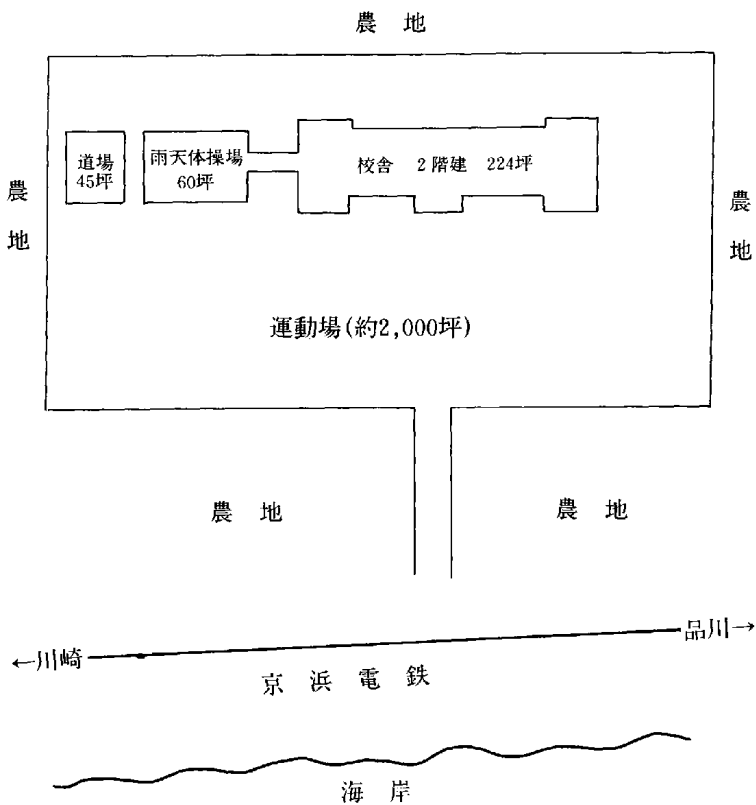 農 地
道場
45坪
雨天体操場
60坪
校舎 2階建 224坪
農
地
農
地
運動場(約2,000坪)
農 地
農 地
←川崎
品川→
京浜電鉄
海岸